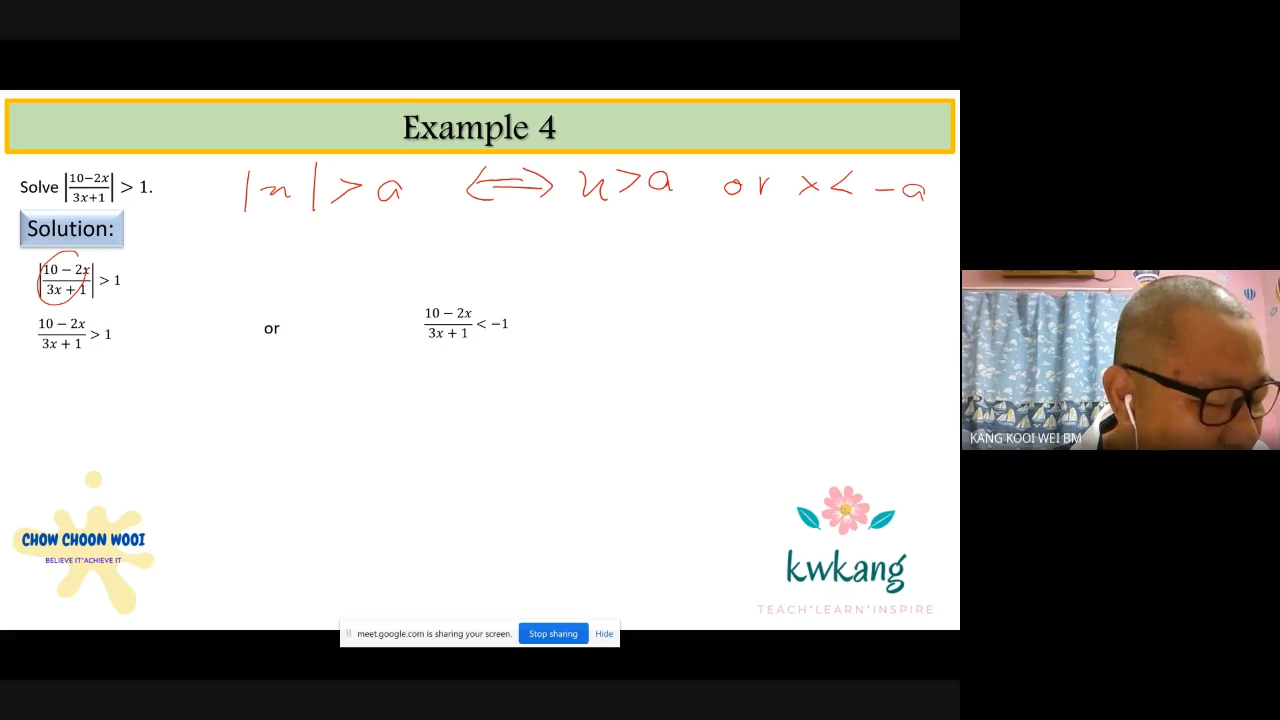 Example 4
Solve |10−2x / 3x+1| > 1.
|x| > a ⟺ x > a or x < −a
Solution:
|10 − 2x / 3x + 1| > 1
10 − 2x / 3x + 1 > 1 or 10 − 2x / 3x + 1 < −1
KANG KOOI WEI BM
CHOW CHOON WOOI
BELIEVE IT*ACHIEVE IT
kwkang
TEACH*LEARN*INSPIRE
meet.google.com is sharing your screen. Stop sharing Hide